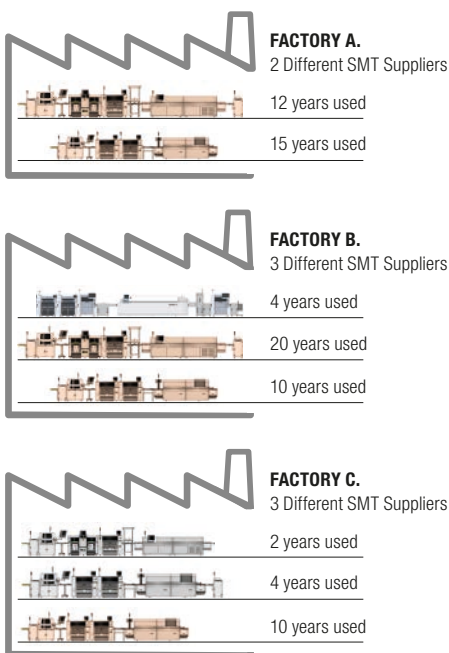 FACTORY A.
2 Different SMT Suppliers
12 years used
15 years used
FACTORY B.
3 Different SMT Suppliers
4 years used
20 years used
10 years used
FACTORY C.
3 Different SMT Suppliers
2 years used
4 years used
10 years used